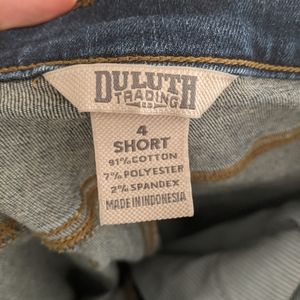 DULUTH
TRADING
CO
4
SHORT
91% COTTON
7% POLYESTER
2% SPANDEX
MADE IN INDONESIA